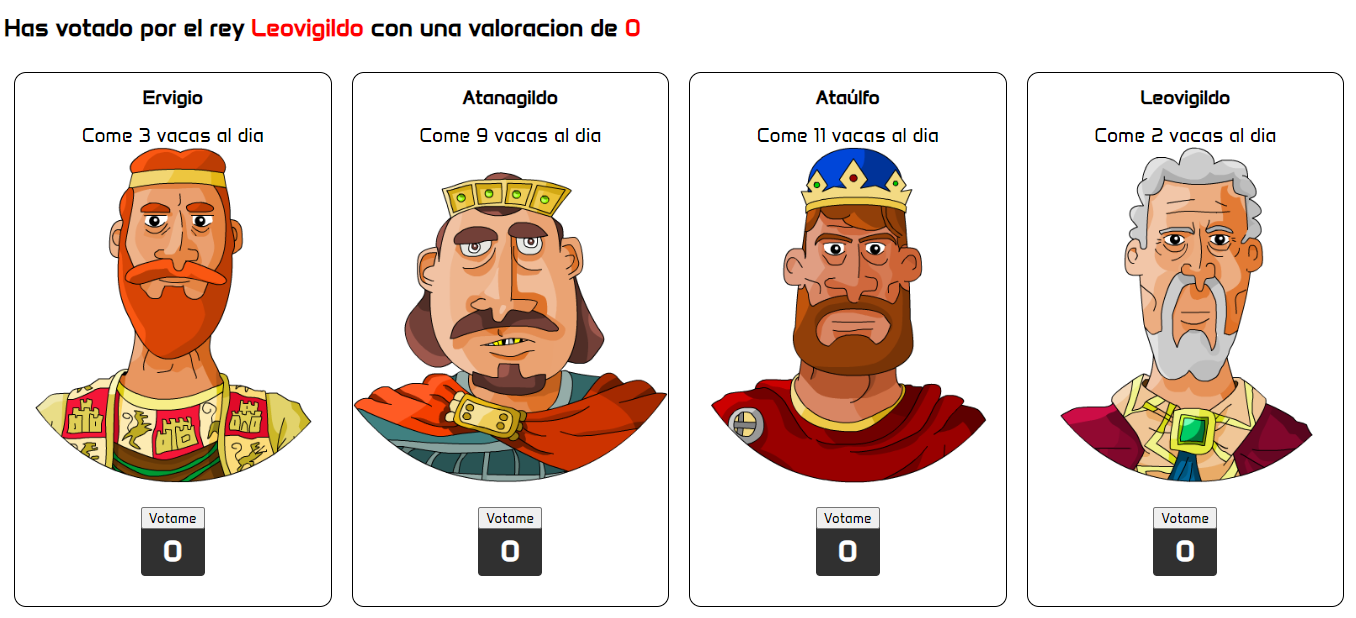 Has votado por el rey Leovigildo con una valoracion de 0
Ervigio
Come 3 vacas al dia
Votame
0
Atanagildo
Come 9 vacas al dia
Votame
0
Ataúlfo
Come 11 vacas al dia
Votame
0
Leovigildo
Come 2 vacas al dia
Votame
0